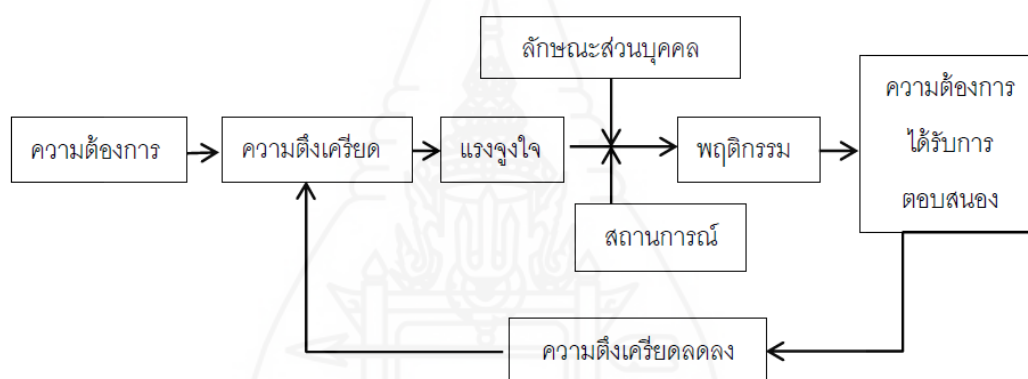 ลักษณะส่วนบุคคล
ความต้องการ
ความตึงเครียด
แรงจูงใจ
พฤติกรรม
ความต้องการ
ได้รับการ
ตอบสนอง
สถานการณ์
ความตึงเครียดลดลง